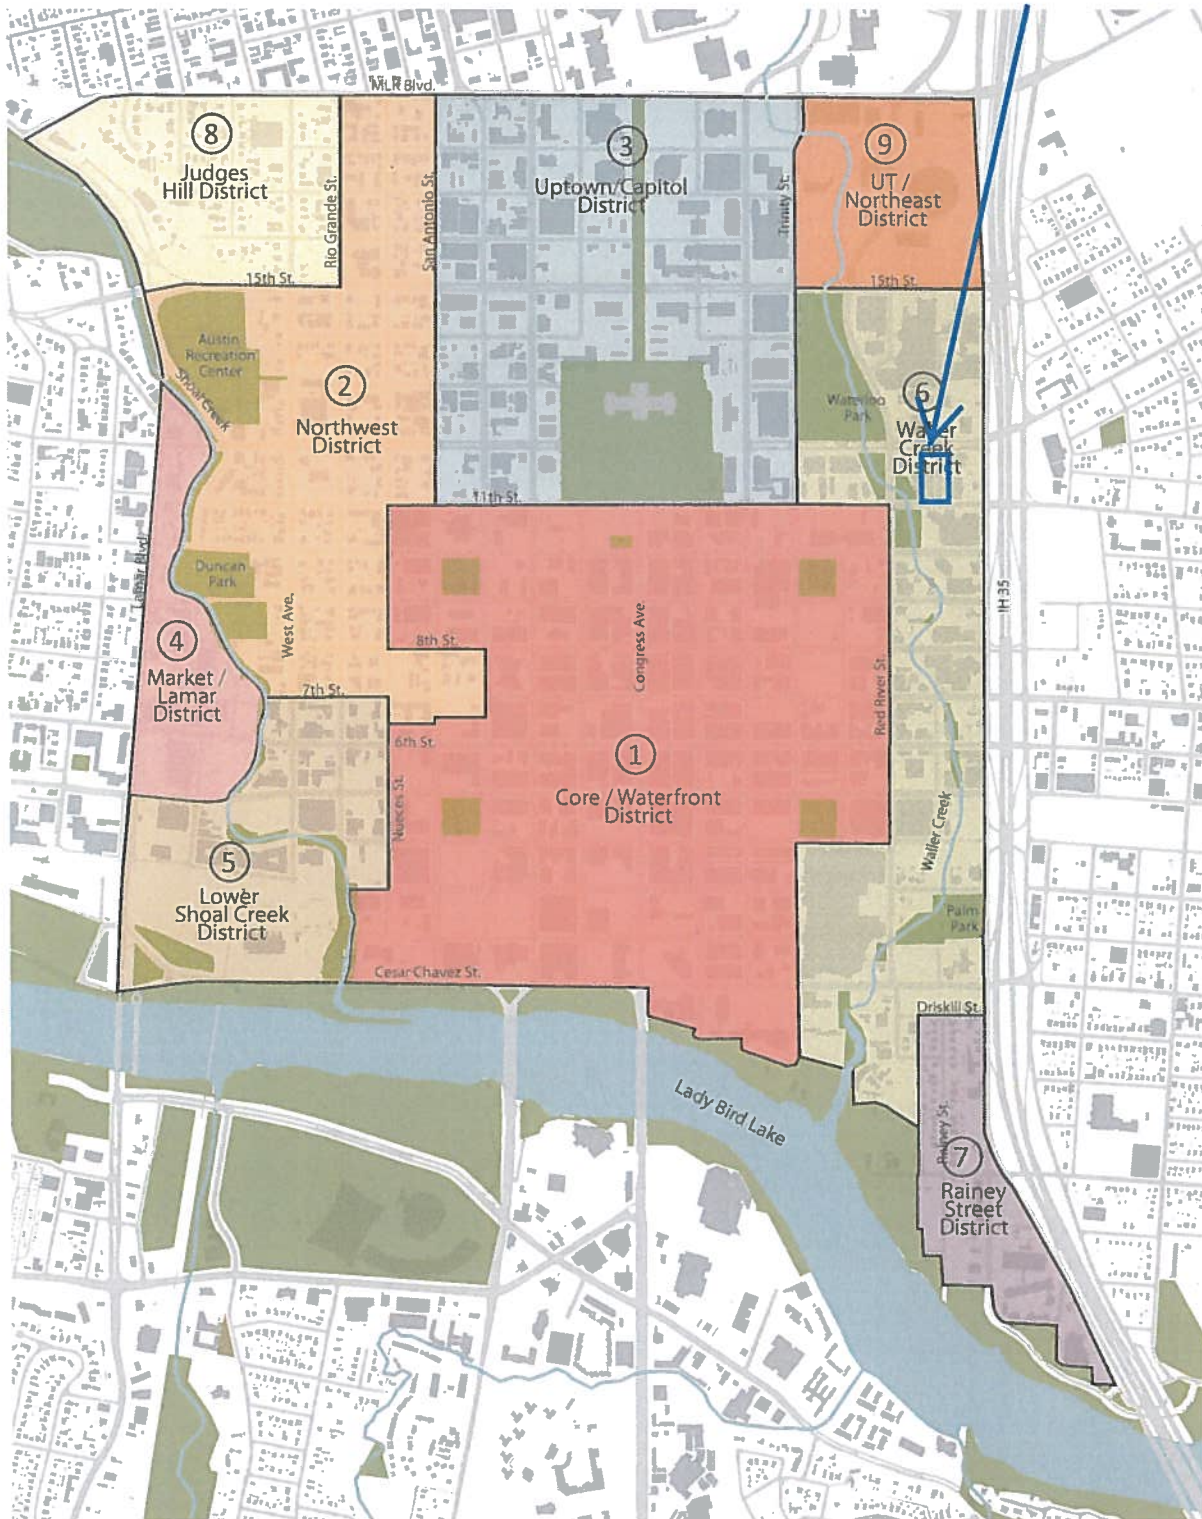 MLK Blvd.
8
Judges
Hill District
Rio Grande St.
San Antonio St.
3
Uptown/Capitol
District
Trinity St.
9
UT /
Northeast
District
15th St.
15th St.
Austin
Recreation
Center
Shoal Creek
2
Northwest
District
Waterloo
Park
6
Waller
Creek
District
11th St.
Lamar Blvd.
Duncan
Park
West Ave.
IH 35
4
Market /
Lamar
District
8th St.
7th St.
6th St.
Congress Ave.
Red River St.
1
Core / Waterfront
District
Nueces St.
Waller Creek
5
Lower
Shoal Creek
District
Palm
Park
Cesar Chavez St.
Driskill St.
Lady Bird Lake
Rainey St.
7
Rainey
Street
District